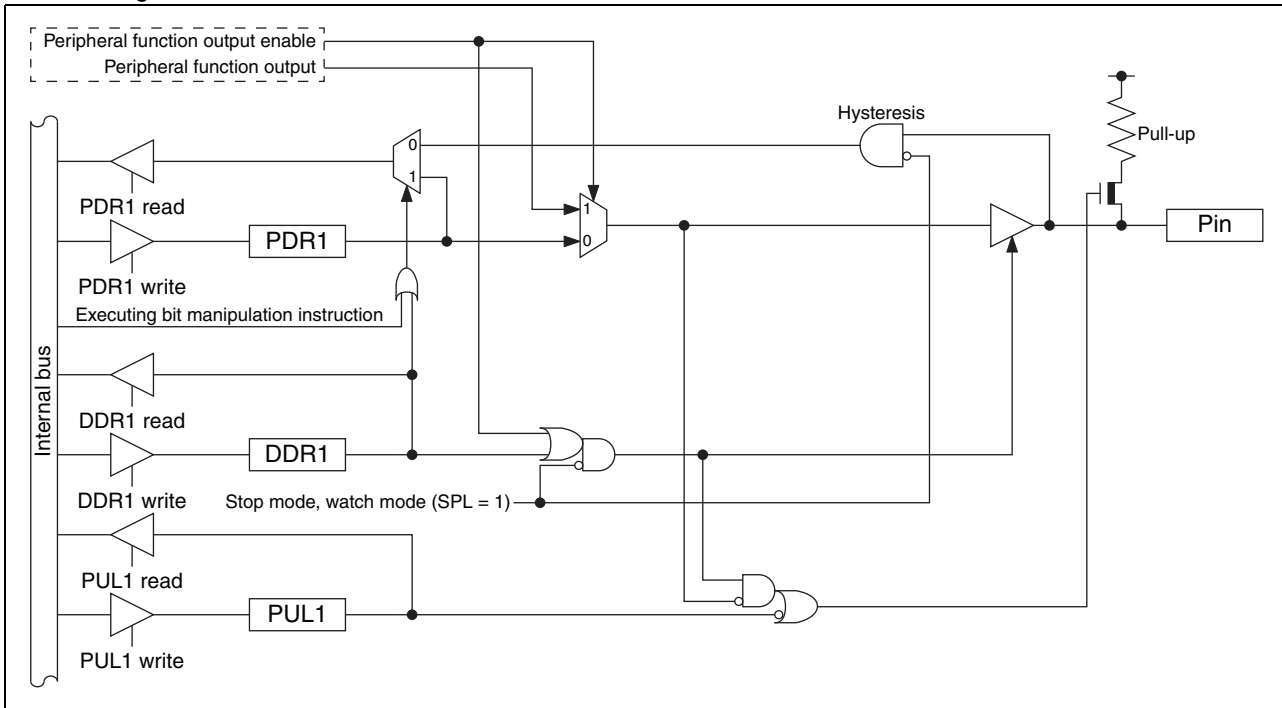 Peripheral function output enable
Peripheral function output
Hysteresis
Pull-up
0
1
PDR1 read
1
0
Pin
PDR1
PDR1 write
Executing bit manipulation instruction
Internal bus
DDR1 read
DDR1
DDR1 write
Stop mode, watch mode (SPL = 1)
PUL1 read
PUL1
PUL1 write